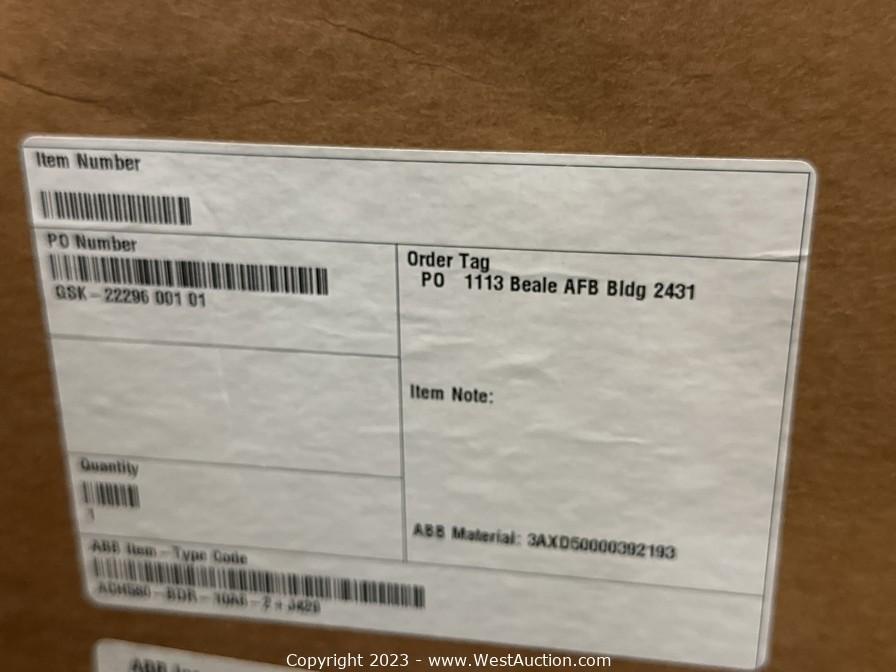 Item Number
PO Number
GSK-22296 001 01
Order Tag
PO 1113 Beale AFB Bldg 2431
Item Note:
Quantity
1
ABB Material: 3AXD50000392193
ABB Item-Type Code
ABB
Copyright 2023 - www.WestAuction.com